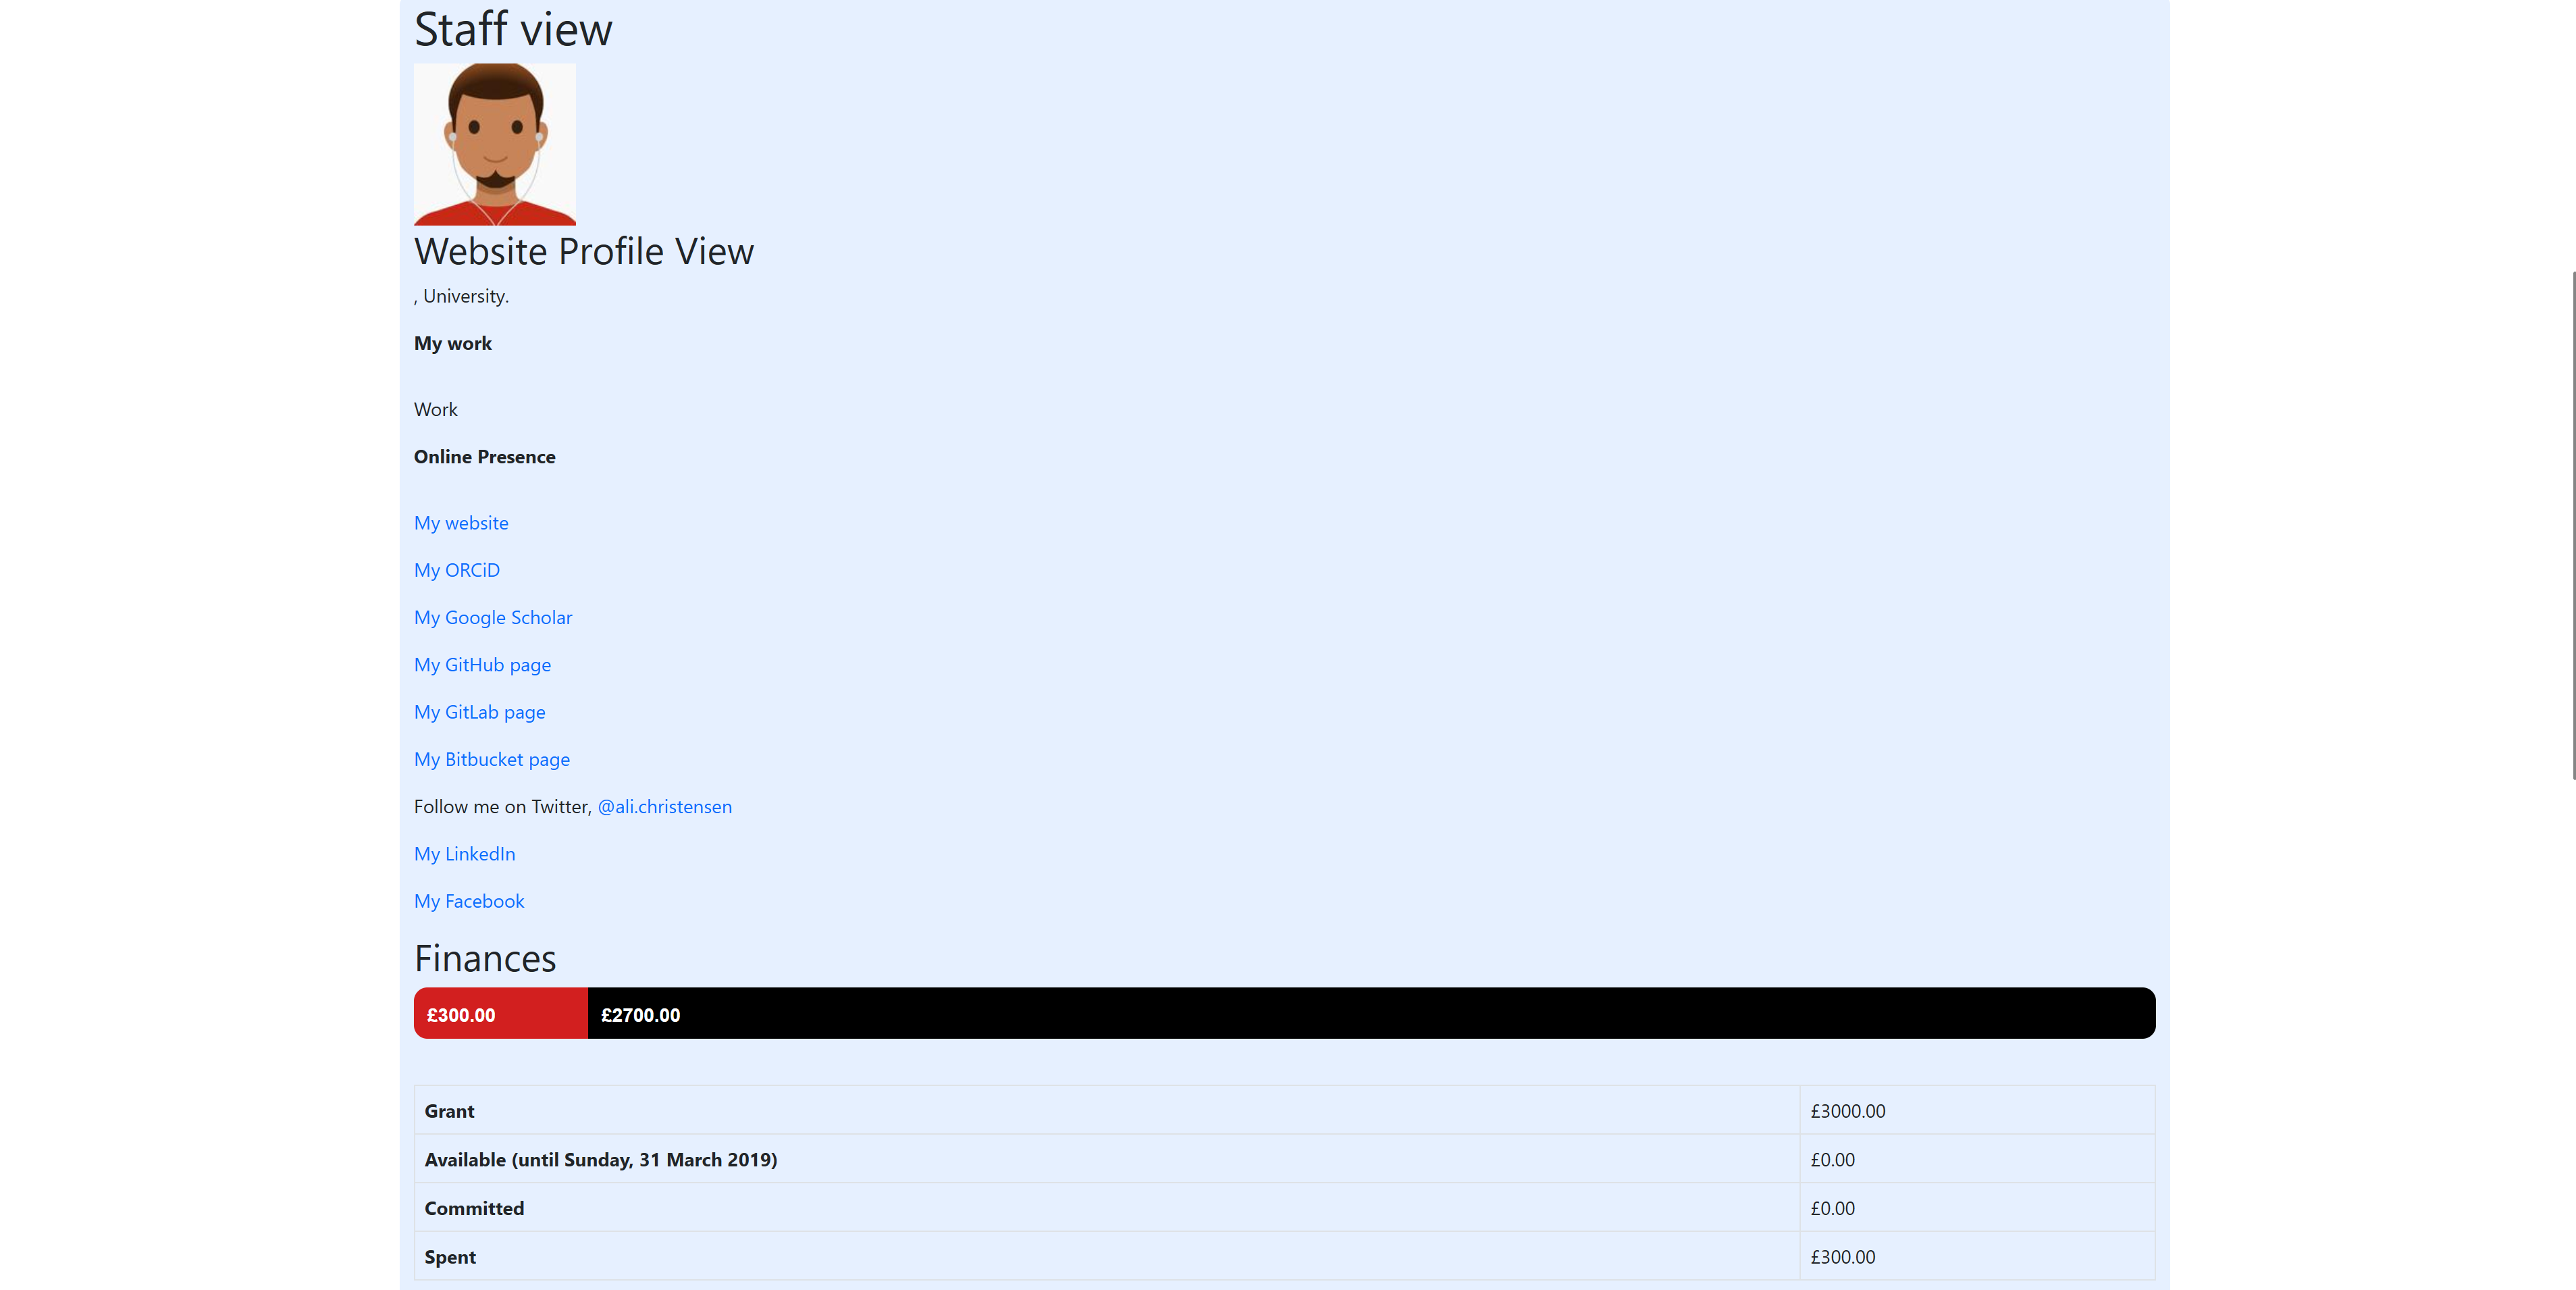 Staff view
Website Profile View
, University.
My work
Work
Online Presence
My website
My ORCiD
My Google Scholar
My GitHub page
My GitLab page
My Bitbucket page
Follow me on Twitter, @ali.christensen
My LinkedIn
My Facebook
Finances
£300.00 £2700.00
Grant £3000.00
Available (until Sunday, 31 March 2019) £0.00
Committed £0.00
Spent £300.00